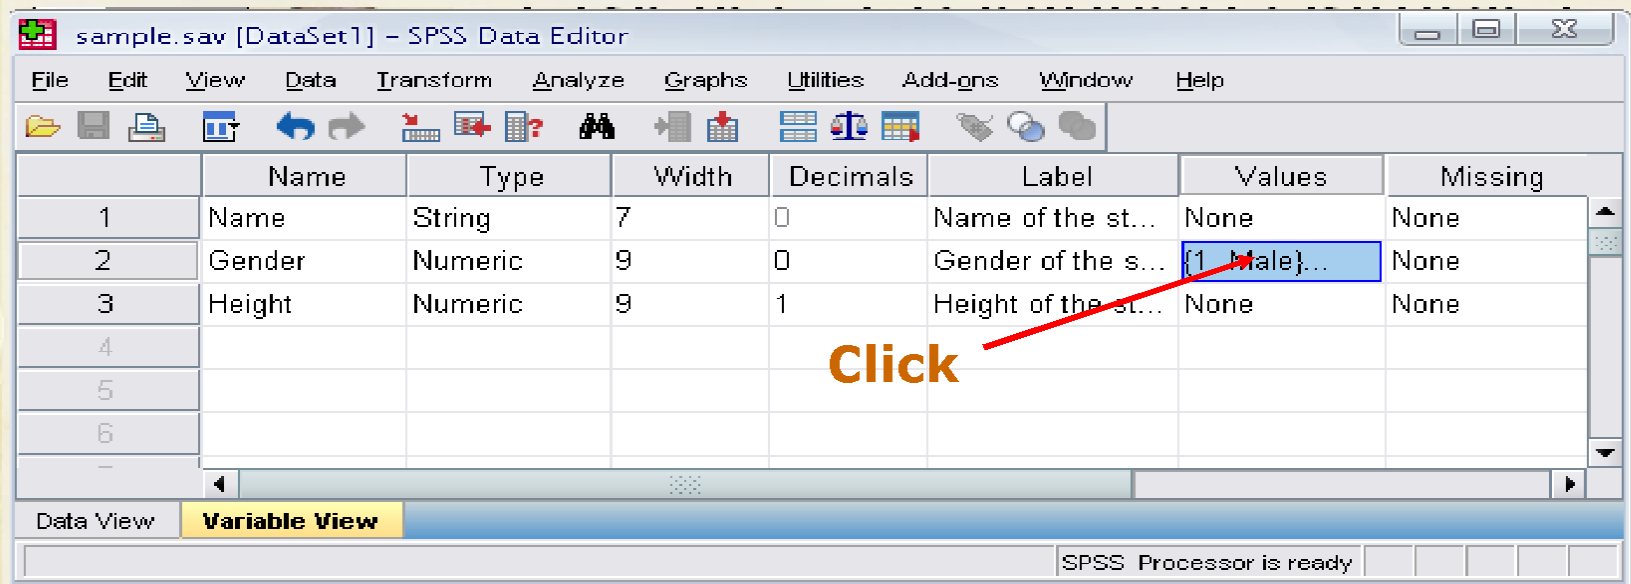 sample.sav [DataSet1] – SPSS Data Editor
File Edit View Data Transform Analyze Graphs Utilities Add-ons Window Help
Name Type Width Decimals Label Values Missing
1 Name String 7 0 Name of the st... None None
2 Gender Numeric 9 0 Gender of the s... {1 Male}... None
3 Height Numeric 9 1 Height of the st... None None
4
Click
5
6
Data View Variable View
SPSS Processor is ready